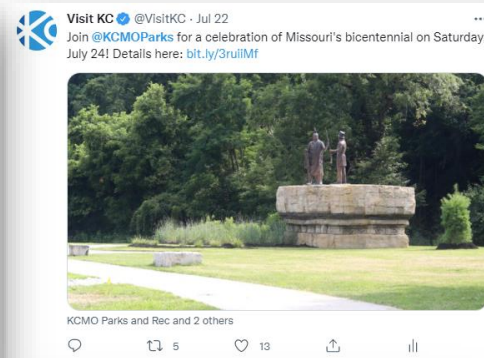 Visit KC @VisitKC · Jul 22
Join @KCMOParks for a celebration of Missouri's bicentennial on Saturday
July 24! Details here: bit.ly/3ruiiMf
KCMO Parks and Rec and 2 others
5 13